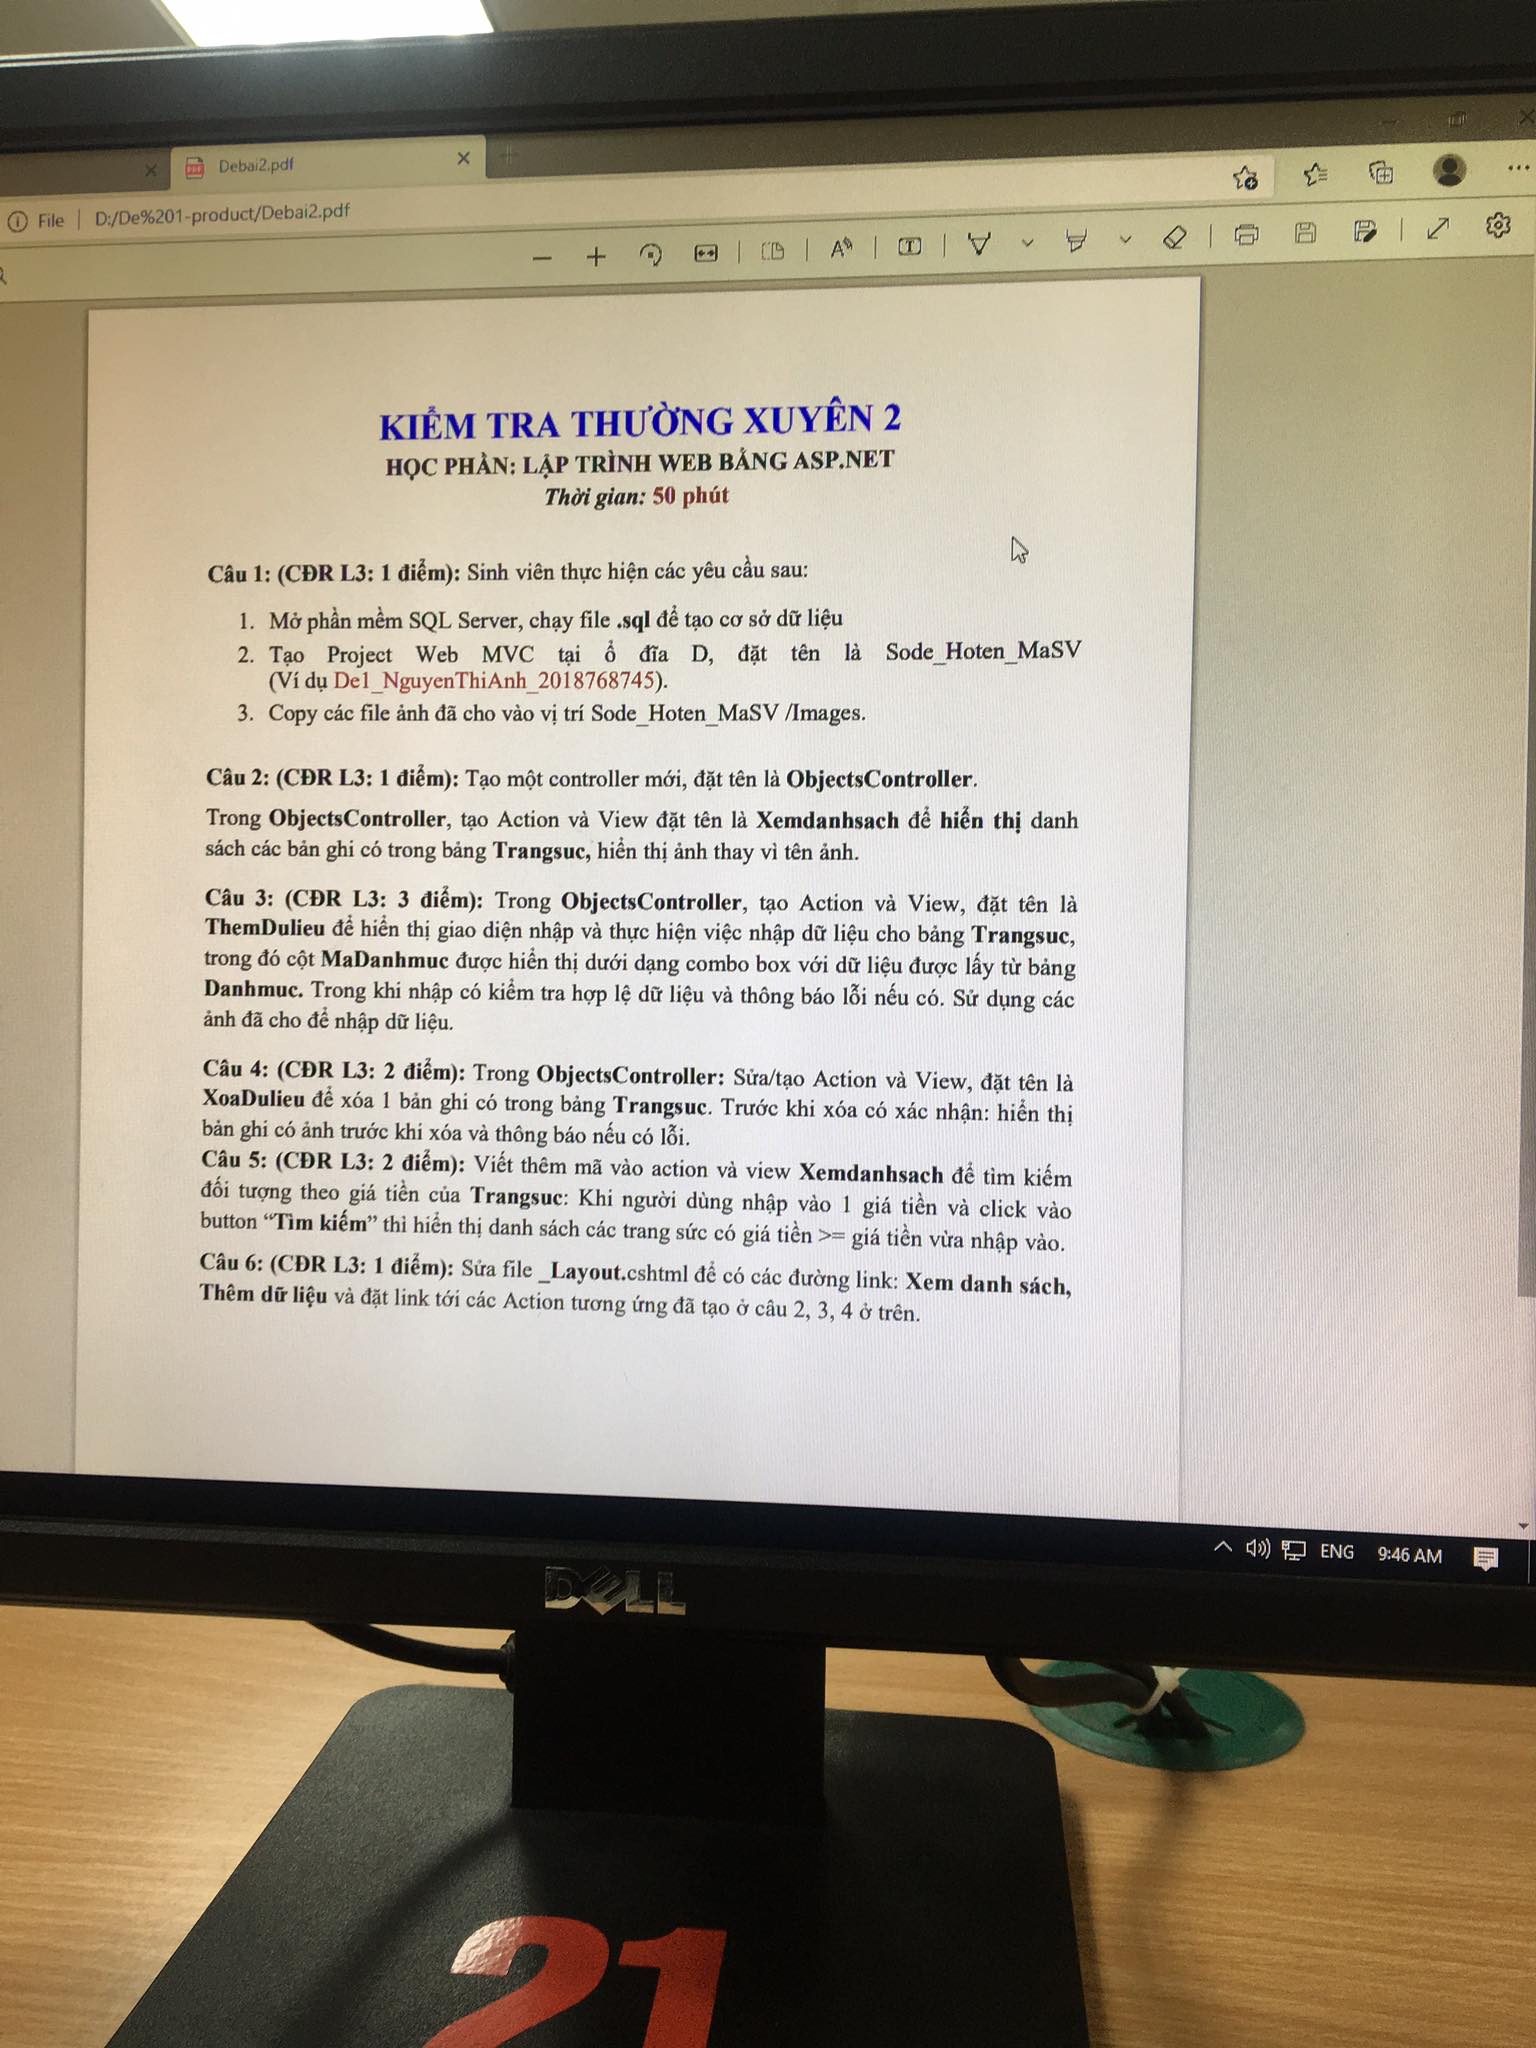 Debai2.pdf
File | D:/De%201-product/Debai2.pdf
KIỂM TRA THƯỜNG XUYÊN 2
HỌC PHẦN: LẬP TRÌNH WEB BẰNG ASP.NET
Thời gian: 50 phút
Câu 1: (CĐR L3: 1 điểm): Sinh viên thực hiện các yêu cầu sau:
1. Mở phần mềm SQL Server, chạy file .sql để tạo cơ sở dữ liệu
2. Tạo Project Web MVC tại ổ đĩa D, đặt tên là Sode_Hoten_MaSV
(Ví dụ De1_NguyenThiAnh_2018768745).
3. Copy các file ảnh đã cho vào vị trí Sode_Hoten_MaSV /Images.
Câu 2: (CĐR L3: 1 điểm): Tạo một controller mới, đặt tên là ObjectsController.
Trong ObjectsController, tạo Action và View đặt tên là Xemdanhsach để hiển thị danh
sách các bản ghi có trong bảng Trangsuc, hiển thị ảnh thay vì tên ảnh.
Câu 3: (CĐR L3: 3 điểm): Trong ObjectsController, tạo Action và View, đặt tên là
ThemDulieu để hiển thị giao diện nhập và thực hiện việc nhập dữ liệu cho bảng Trangsuc,
trong đó cột MaDanhmuc được hiển thị dưới dạng combo box với dữ liệu được lấy từ bảng
Danhmuc. Trong khi nhập có kiểm tra hợp lệ dữ liệu và thông báo lỗi nếu có. Sử dụng các
ảnh đã cho để nhập dữ liệu.
Câu 4: (CĐR L3: 2 điểm): Trong ObjectsController: Sửa/tạo Action và View, đặt tên là
XoaDulieu để xóa 1 bản ghi có trong bảng Trangsuc. Trước khi xóa có xác nhận: hiển thị
bản ghi có ảnh trước khi xóa và thông báo nếu có lỗi.
Câu 5: (CĐR L3: 2 điểm): Viết thêm mã vào action và view Xemdanhsach để tìm kiếm
đối tượng theo giá tiền của Trangsuc: Khi người dùng nhập vào 1 giá tiền và click vào
button “Tìm kiếm” thì hiển thị danh sách các trang sức có giá tiền >= giá tiền vừa nhập vào.
Câu 6: (CĐR L3: 1 điểm): Sửa file _Layout.cshtml để có các đường link: Xem danh sách,
Thêm dữ liệu và đặt link tới các Action tương ứng đã tạo ở câu 2, 3, 4 ở trên.
ENG 9:46 AM
DELL
21